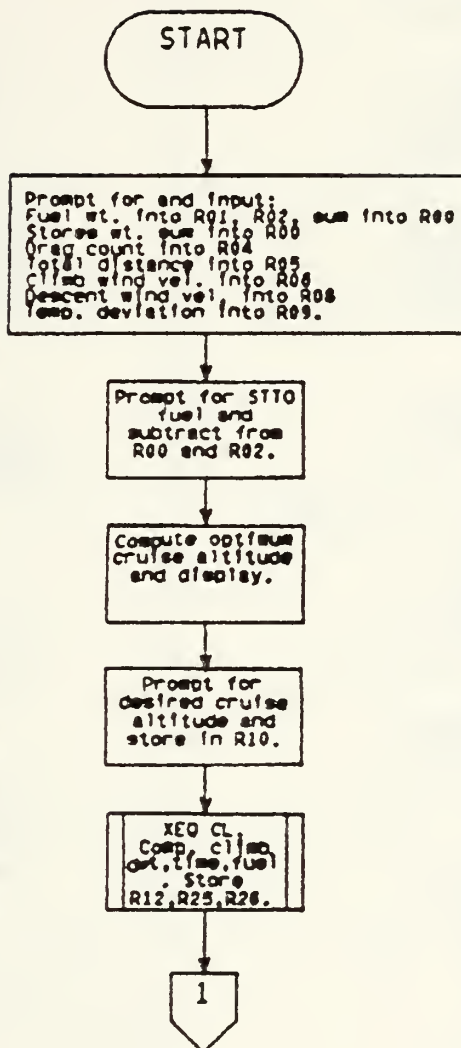 START
Prompt for and input:
Fuel wt. into R01, R02, sum into R00
Stores wt. sum into R00
Drag count into R04
Total distance into R05
Climb wind vel. into R06
Descent wind vel. into R08
Temp. deviation into R09.
Prompt for STTO
fuel and
subtract from
R00 and R02.
Compute optimum
cruise altitude
and display.
Prompt for
desired cruise
altitude and
store in R10.
XEQ CL.
Comp. climb
dst,time,fuel
. Store
R12,R25,R26.
1